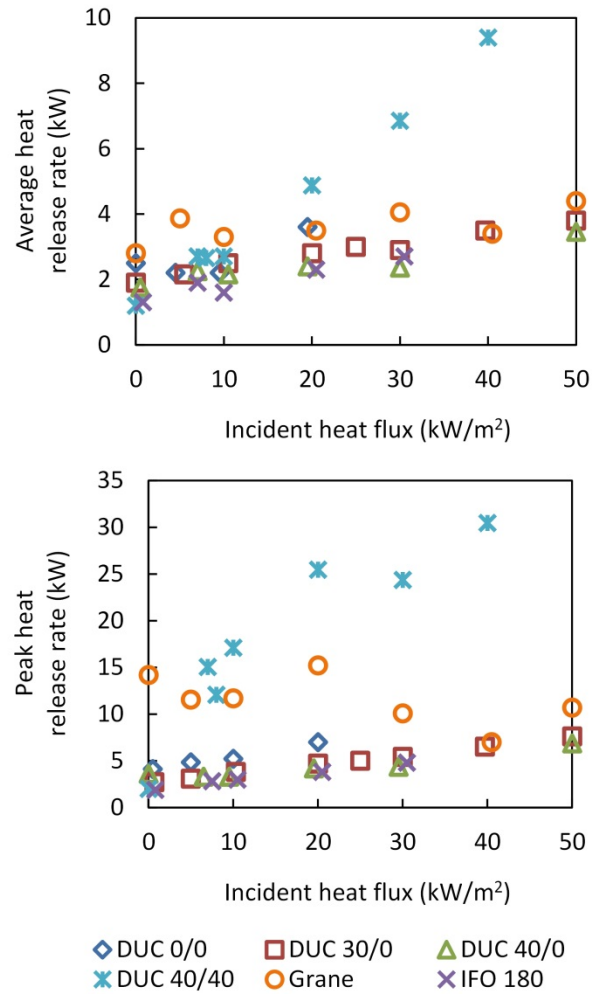 10
8
6
4
2
0
Average heat
release rate (kW)
0 10 20 30 40 50
Incident heat flux (kW/m²)
35
30
25
20
15
10
5
0
Peak heat
release rate (kW)
0 10 20 30 40 50
Incident heat flux (kW/m²)
DUC 0/0 DUC 30/0 DUC 40/0
DUC 40/40 Grane IFO 180